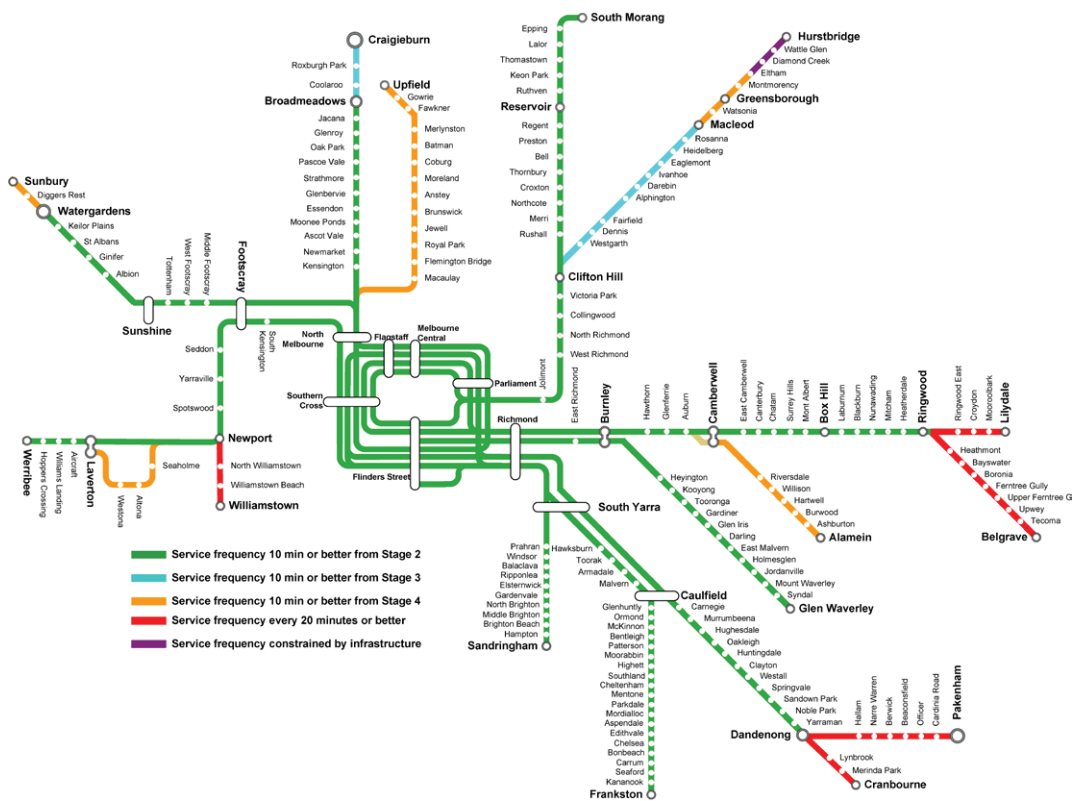 South Morang
Epping
Lalor
Thomastown
Keon Park
Ruthven
Reservoir
Regent
Preston
Bell
Thornbury
Croxton
Northcote
Merri
Rushall
Clifton Hill
Victoria Park
Collingwood
North Richmond
West Richmond
Jolimont
Hurstbridge
Wattle Glen
Diamond Creek
Eltham
Montmorency
Greensborough
Watsonia
Macleod
Rosanna
Heidelberg
Eaglemont
Ivanhoe
Darebin
Alphington
Fairfield
Dennis
Westgarth
Craigieburn
Roxburgh Park
Coolaroo
Broadmeadows
Jacana
Glenroy
Oak Park
Pascoe Vale
Strathmore
Glenbervie
Essendon
Moonee Ponds
Ascot Vale
Newmarket
Kensington
Upfield
Gowrie
Fawkner
Merlynston
Batman
Coburg
Moreland
Anstey
Brunswick
Jewell
Royal Park
Flemington Bridge
Macaulay
Sunbury
Diggers Rest
Watergardens
Keilor Plains
St Albans
Ginifer
Albion
Sunshine
Tottenham
West Footscray
Middle Footscray
Footscray
South
Kensington
Seddon
Yarraville
Spotswood
Newport
North Williamstown
Williamstown Beach
Williamstown
Werribee
Hoppers Crossing
Williams Landing
Aircraft
Laverton
Westona
Altona
Seaholme
North
Melbourne
Flagstaff
Melbourne
Central
Parliament
Southern
Cross
Flinders Street
Richmond
East Richmond
Burnley
Hawthorn
Glenferrie
Auburn
Camberwell
East Camberwell
Canterbury
Chatam
Surrey Hills
Mont Albert
Box Hill
Laburnum
Blackburn
Nunawading
Mitcham
Heatherdale
Ringwood
Ringwood East
Croydon
Mooroobark
Lilydale
Heathmont
Bayswater
Boronia
Ferntree Gully
Upper Ferntree G
Upwey
Tecoma
Belgrave
Riversdale
Willison
Hartwell
Burwood
Ashburton
Alamein
Heyington
Kooyong
Tooronga
Gardiner
Glen Iris
Darling
East Malvern
Holmesglen
Jordanville
Mount Waverley
Syndal
Glen Waverley
South Yarra
Prahran
Windsor
Balaclava
Ripponlea
Elsternwick
Gardenvale
North Brighton
Middle Brighton
Brighton Beach
Hampton
Sandringham
Hawksburn
Toorak
Armadale
Malvern
Caulfield
Glenhuntly
Ormond
McKinnon
Bentleigh
Patterson
Moorabbin
Highett
Southland
Cheltenham
Mentone
Parkdale
Mordialloc
Aspendale
Edithvale
Chelsea
Bonbeach
Carrum
Seaford
Kananook
Frankston
Carnegie
Murrumbeena
Hughesdale
Oakleigh
Huntingdale
Clayton
Westall
Springvale
Sandown Park
Noble Park
Yarraman
Dandenong
Hallam
Narre Warren
Berwick
Beaconsfield
Officer
Cardinia Road
Pakenham
Lynbrook
Merinda Park
Cranbourne
Service frequency 10 min or better from Stage 2
Service frequency 10 min or better from Stage 3
Service frequency 10 min or better from Stage 4
Service frequency every 20 minutes or better
Service frequency constrained by infrastructure